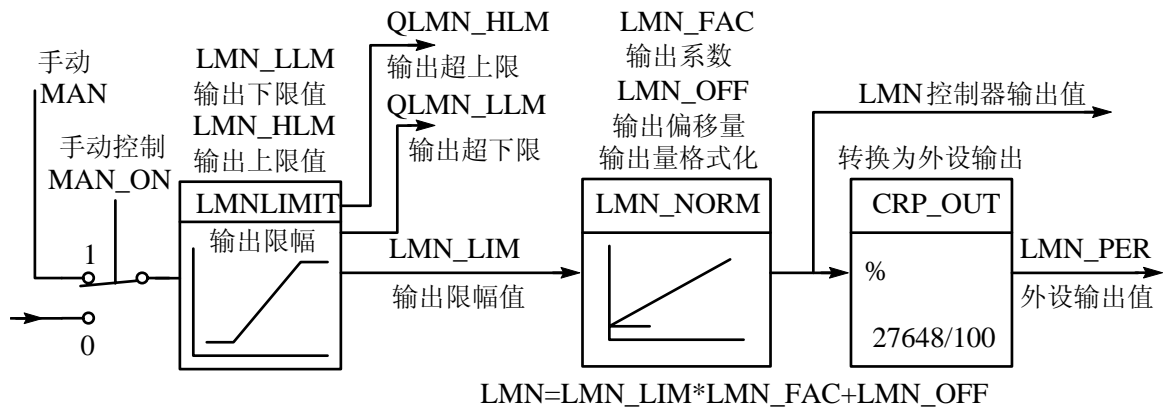 手动
MAN
手动控制
MAN_ON
1
0
LMN_LLM
输出下限值
LMN_HLM
输出上限值
LMNLIMIT
输出限幅
QLMN_HLM
输出超上限
QLMN_LLM
输出超下限
LMN_LIM
输出限幅值
LMN_FAC
输出系数
LMN_OFF
输出偏移量
输出量格式化
LMN_NORM
LMN=LMN_LIM*LMN_FAC+LMN_OFF
LMN控制器输出值
转换为外设输出
CRP_OUT
%
27648/100
LMN_PER
外设输出值